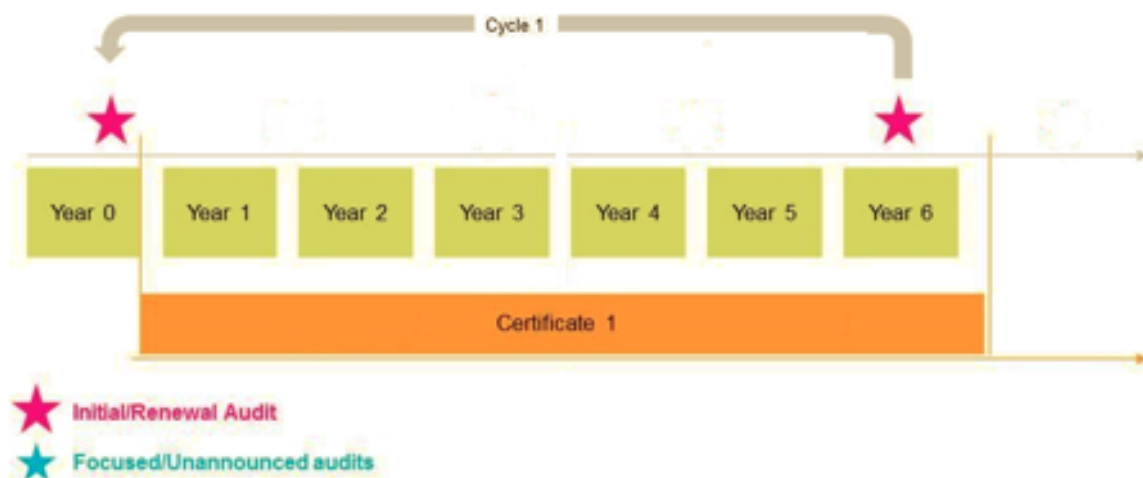 Cycle 1
Year 0 Year 1 Year 2 Year 3 Year 4 Year 5 Year 6
Certificate 1
Initial/Renewal Audit
Focused/Unannounced audits